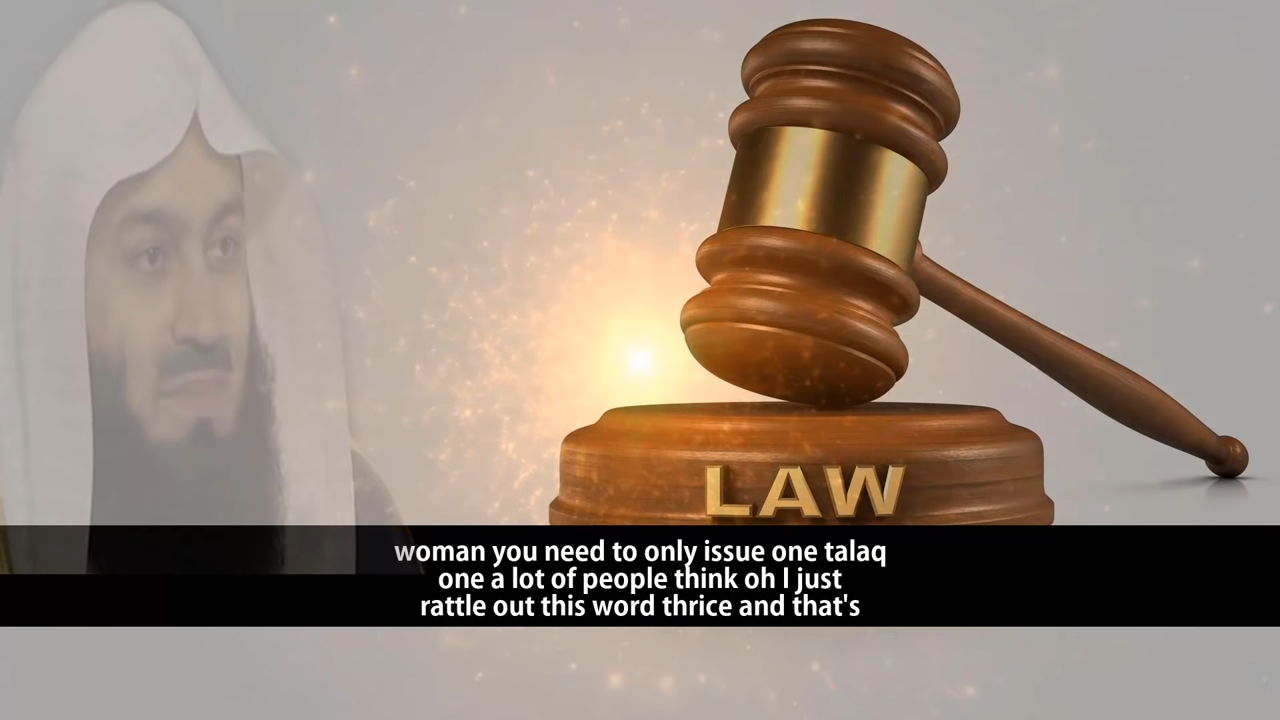 LAW
woman you need to only issue one talaq
one a lot of people think oh I just
rattle out this word thrice and that's